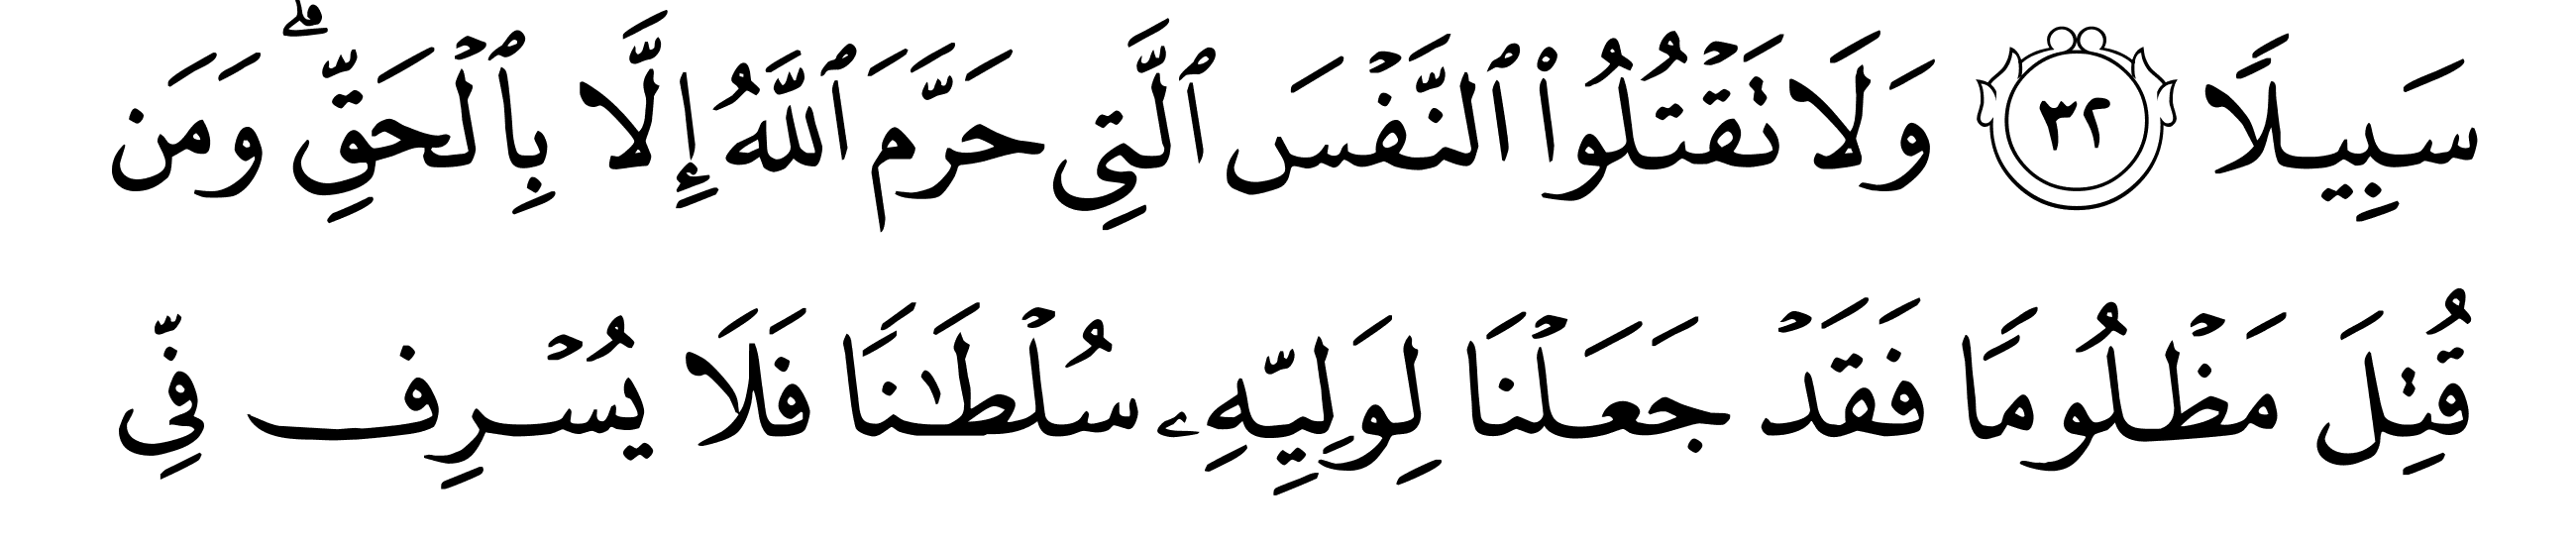 سَبِيلًا ٣٢ وَلَا تَقْتُلُوا۟ ٱلنَّفْسَ ٱلَّتِى حَرَّمَ ٱللَّهُ إِلَّا بِٱلْحَقِّ ۗ وَمَن
قُتِلَ مَظْلُومًا فَقَدْ جَعَلْنَا لِوَلِيِّهِۦ سُلْطَـٰنًا فَلَا يُسْرِف فِّى